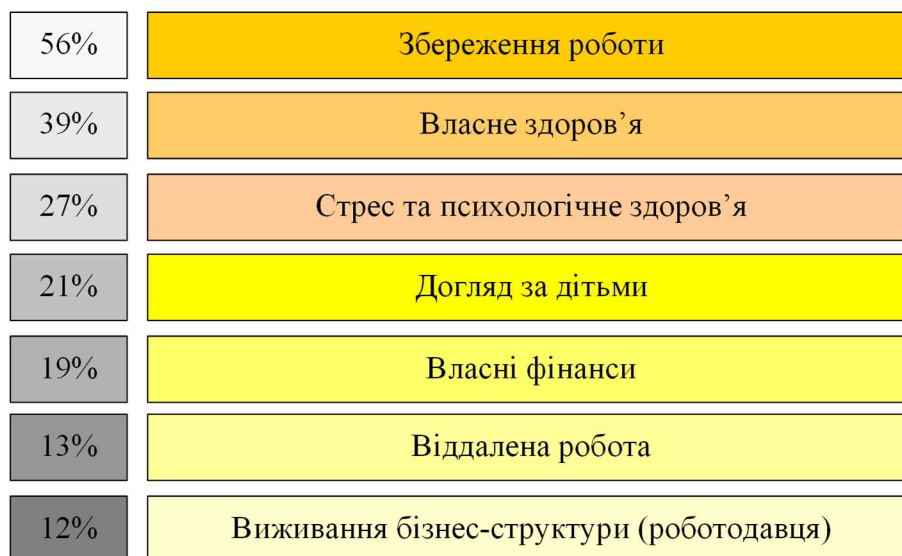 56% Збереження роботи
39% Власне здоров’я
27% Стрес та психологічне здоров’я
21% Догляд за дітьми
19% Власні фінанси
13% Віддалена робота
12% Виживання бізнес-структури (роботодавця)